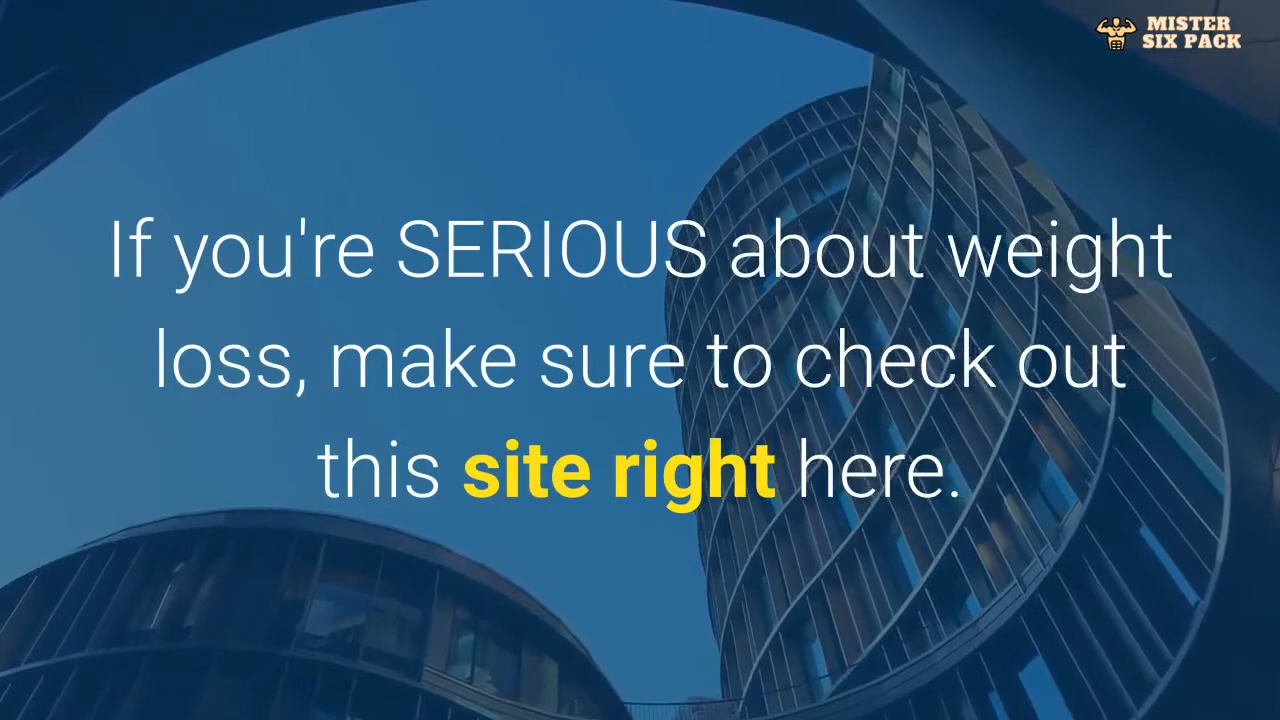 MISTER
SIX PACK
If you're SERIOUS about weight
loss, make sure to check out
this site right here.